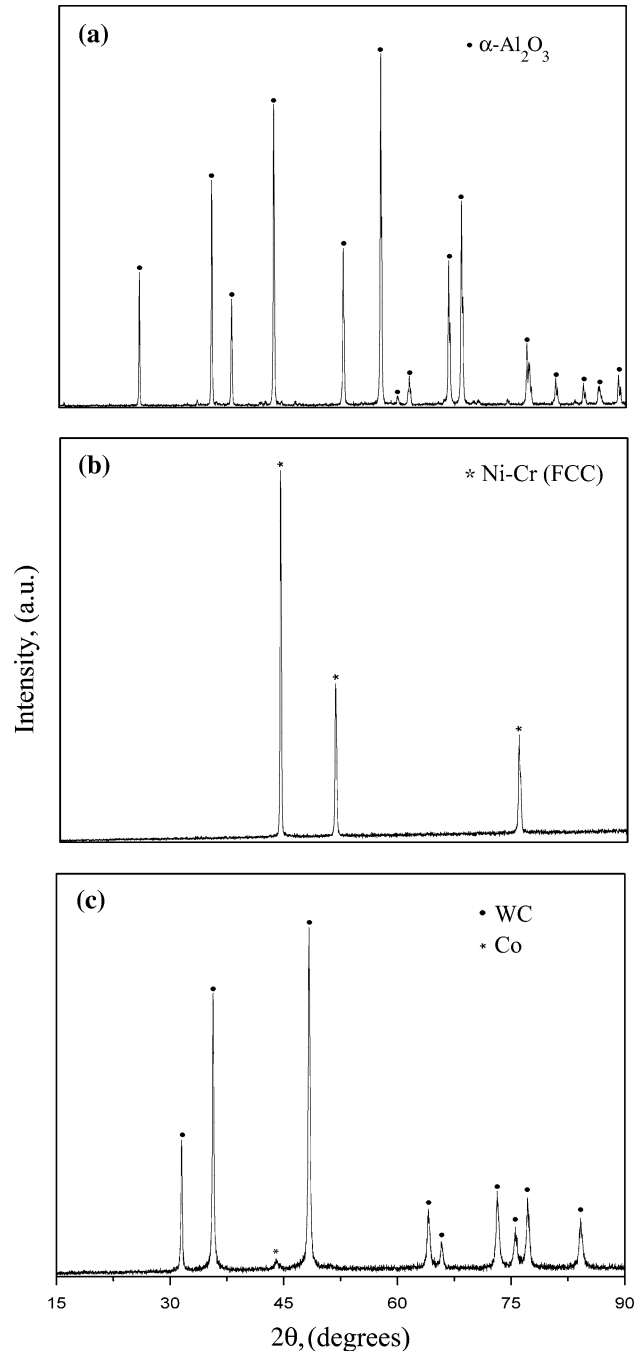 (a)
• α-Al₂O₃
(b)
* Ni-Cr (FCC)
Intensity, (a.u.)
(c)
• WC
* Co
15 30 45 60 75 90
2θ, (degrees)